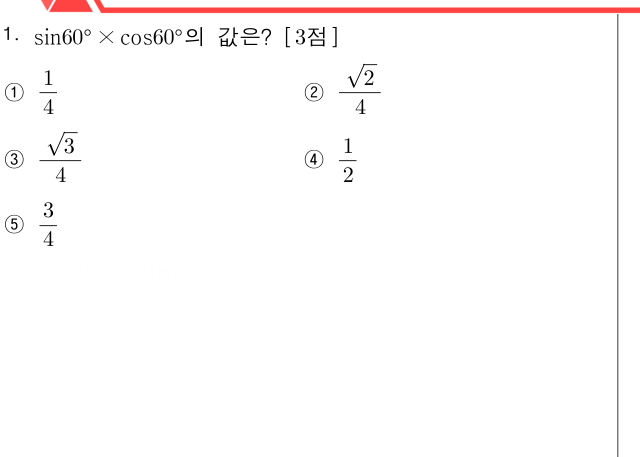 1. sin60° × cos60°의 값은? [3점]
① 1/4 ② √2/4
③ √3/4 ④ 1/2
⑤ 3/4